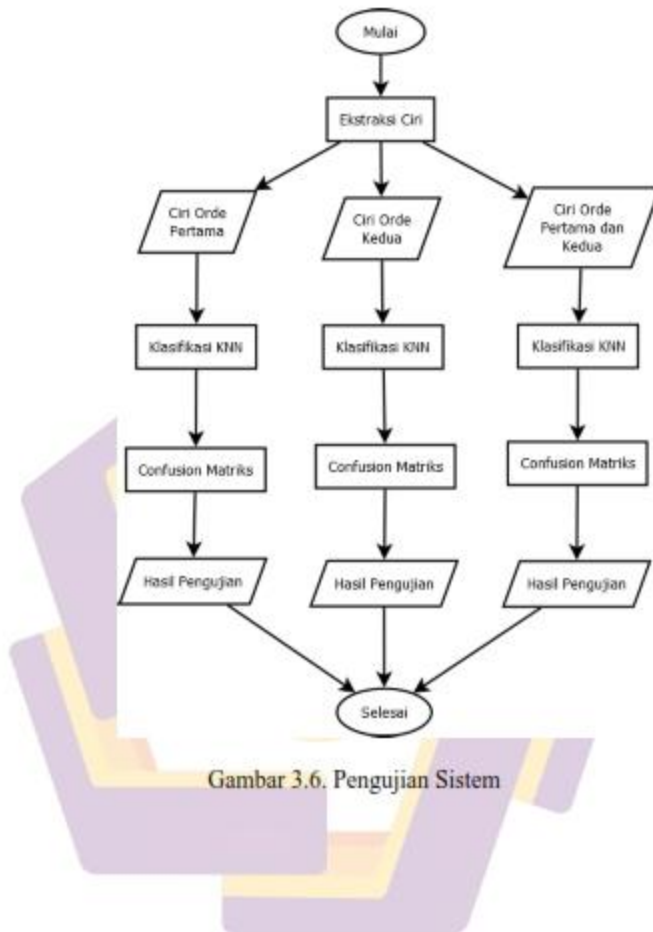 Mulai
Ekstraksi Ciri
Ciri Orde
Pertama
Ciri Orde
Kedua
Ciri Orde
Pertama dan
Kedua
Klasifikasi KNN
Klasifikasi KNN
Klasifikasi KNN
Confusion Matriks
Confusion Matriks
Confusion Matriks
Hasil Pengujian
Hasil Pengujian
Hasil Pengujian
Selesai
Gambar 3.6. Pengujian Sistem